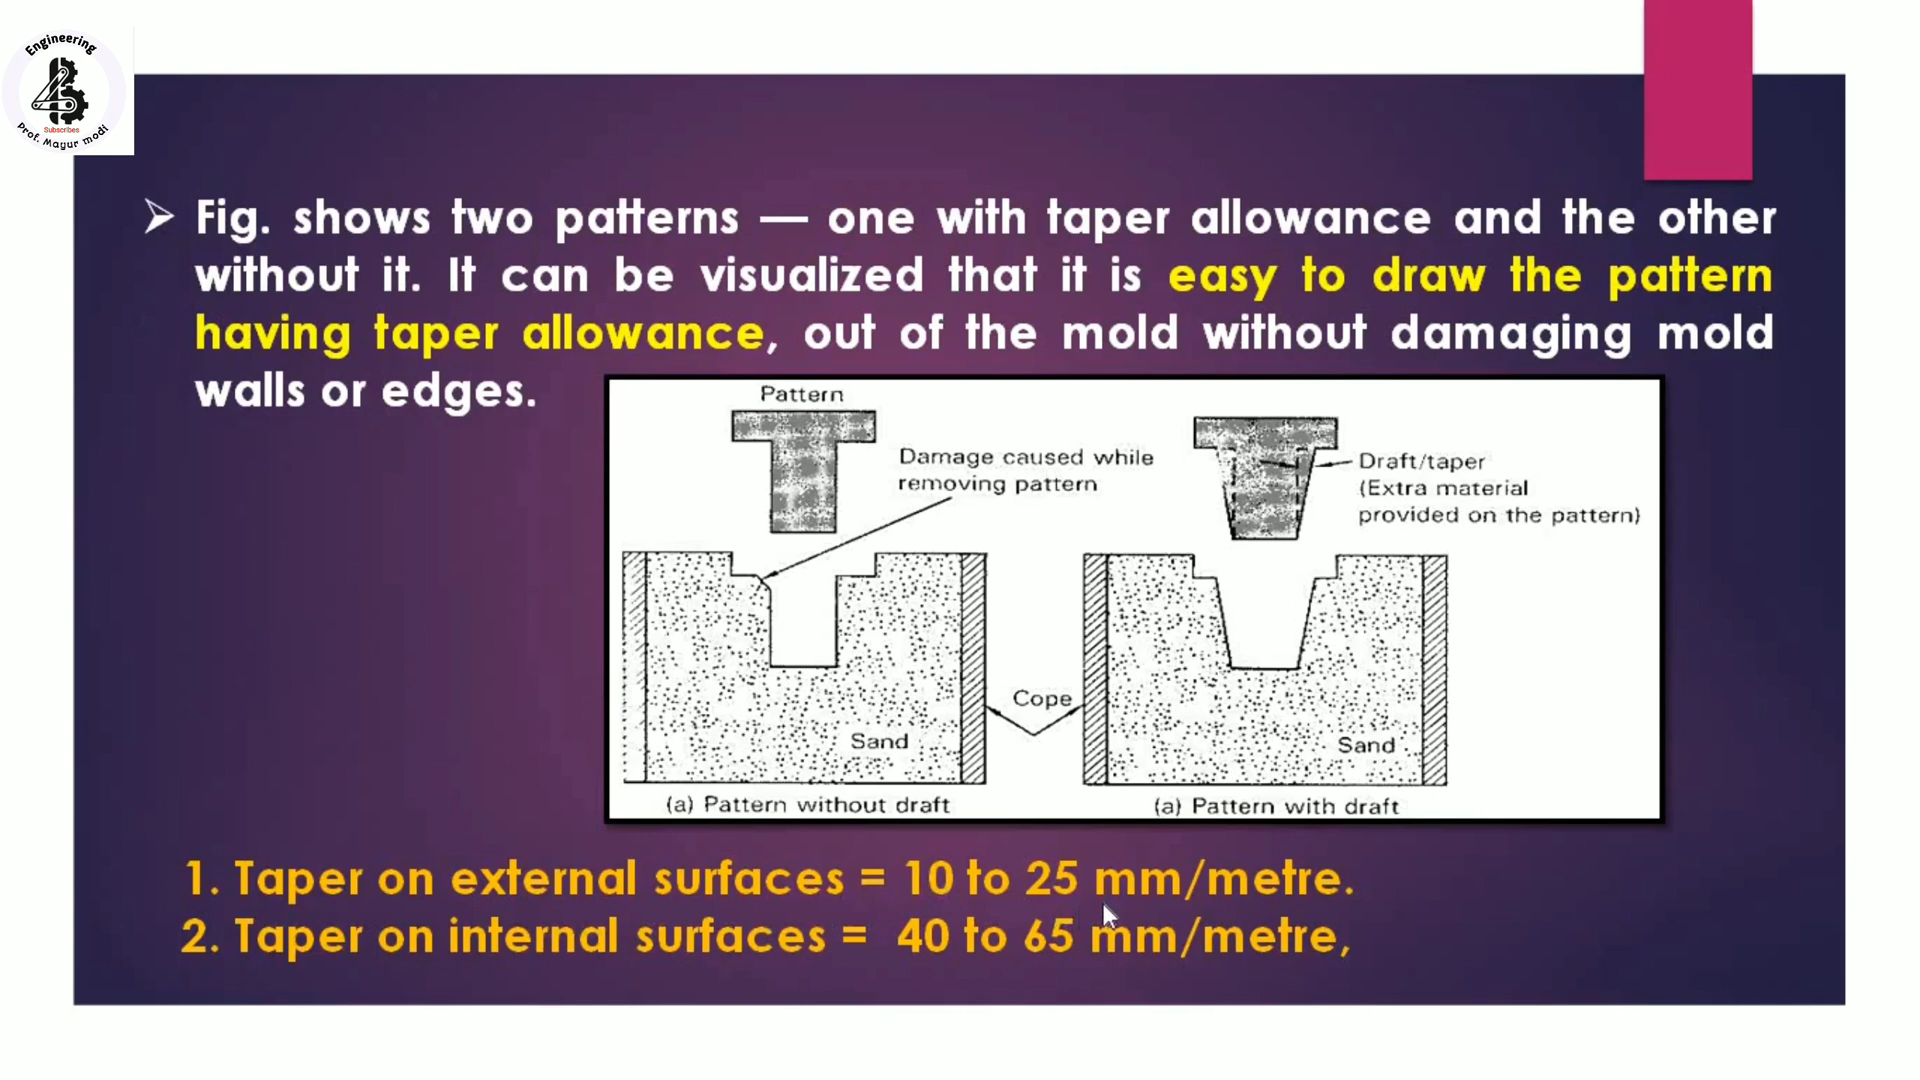 Engineering
Subscribes
Prof. Mayur modi
➢ Fig. shows two patterns — one with taper allowance and the other
without it. It can be visualized that it is easy to draw the pattern
having taper allowance, out of the mold without damaging mold
walls or edges.
Pattern
Damage caused while
removing pattern
Draft/taper
(Extra material
provided on the pattern)
Cope
Sand
Sand
(a) Pattern without draft
(a) Pattern with draft
1. Taper on external surfaces = 10 to 25 mm/metre.
2. Taper on internal surfaces = 40 to 65 mm/metre,